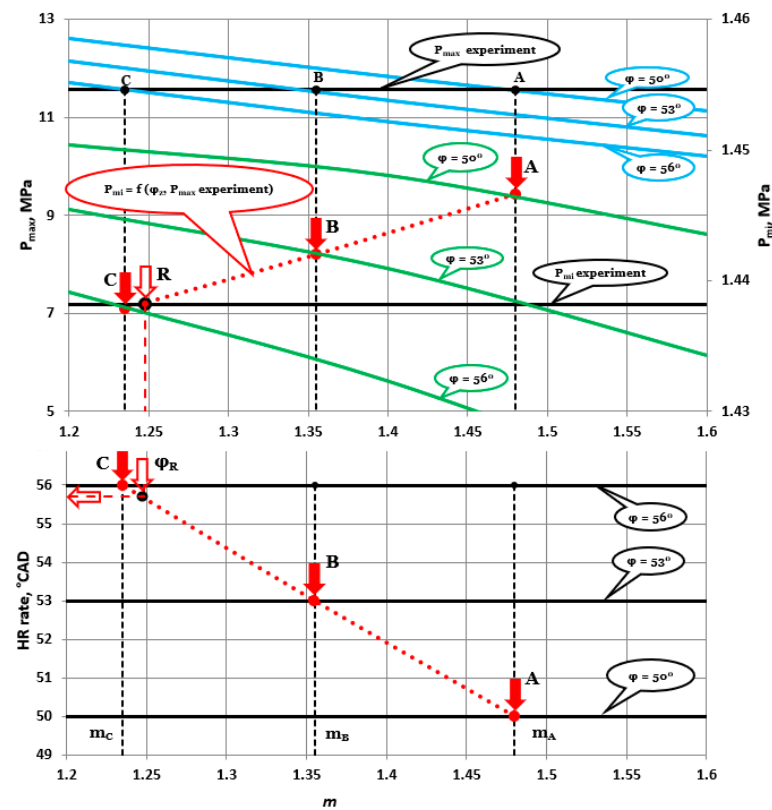 13
11
9
7
5
P_max, MPa
1.46
1.45
1.44
1.43
P_mi, MPa
P_max experiment
C
B
A
φ = 50°
φ = 53°
φ = 56°
φ = 50°
A
P_mi = f (φ_z, P_max experiment)
B
φ = 53°
C
R
P_mi experiment
φ = 56°
1.2
1.25
1.3
1.35
1.4
1.45
1.5
1.55
1.6
C
φ_R
56
55
54
53
52
51
50
49
HR rate, °CAD
φ = 56°
B
φ = 53°
A
φ = 50°
m_C
m_B
m_A
1.2
1.25
1.3
1.35
1.4
1.45
1.5
1.55
1.6
m